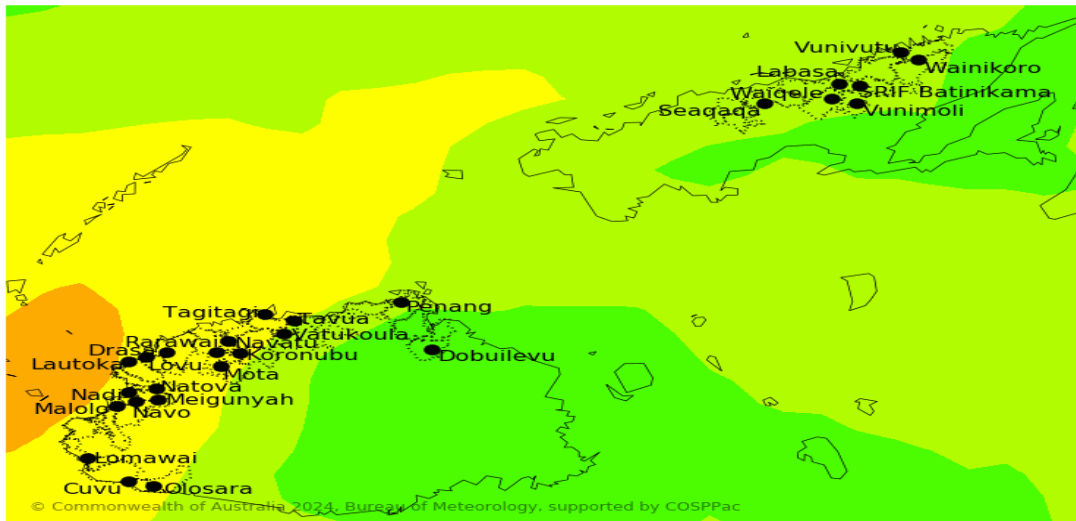 Vunivutu
Wainikoro
Labasa
SRIF Batinikama
Waiqele
Seaqaqa
Vunimoli
Penang
Tagitagi
Tavua
Vatukoula
Rarawai
Navatu
Drasa
Koronubu
Lautoka
Lovu
Mota
Dobuilevu
Natova
Nadi
Meigunyah
Malolo
Navo
Lomawai
Cuvu
Olosara
© Commonwealth of Australia 2024, Bureau of Meteorology, supported by COSPPac